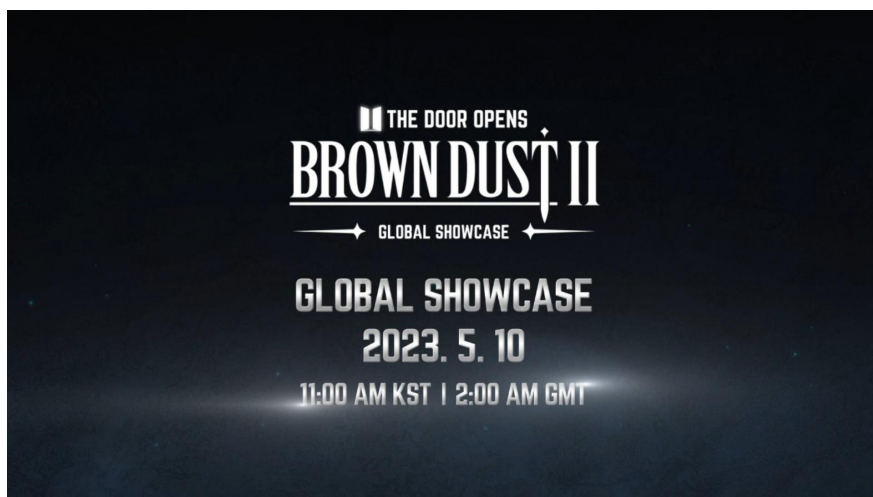 THE DOOR OPENS
BROWN DUST II
GLOBAL SHOWCASE
GLOBAL SHOWCASE
2023. 5. 10
11:00 AM KST | 2:00 AM GMT